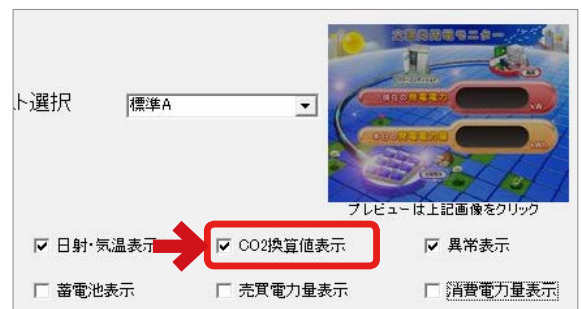 太陽光発電モニター
ト選択
標準A
現在の発電電力
kW
本日の発電電力量
kWh
プレビューは上記画像をクリック
日射・気温表示
CO2換算値表示
異常表示
蓄電池表示
売買電力量表示
消費電力量表示